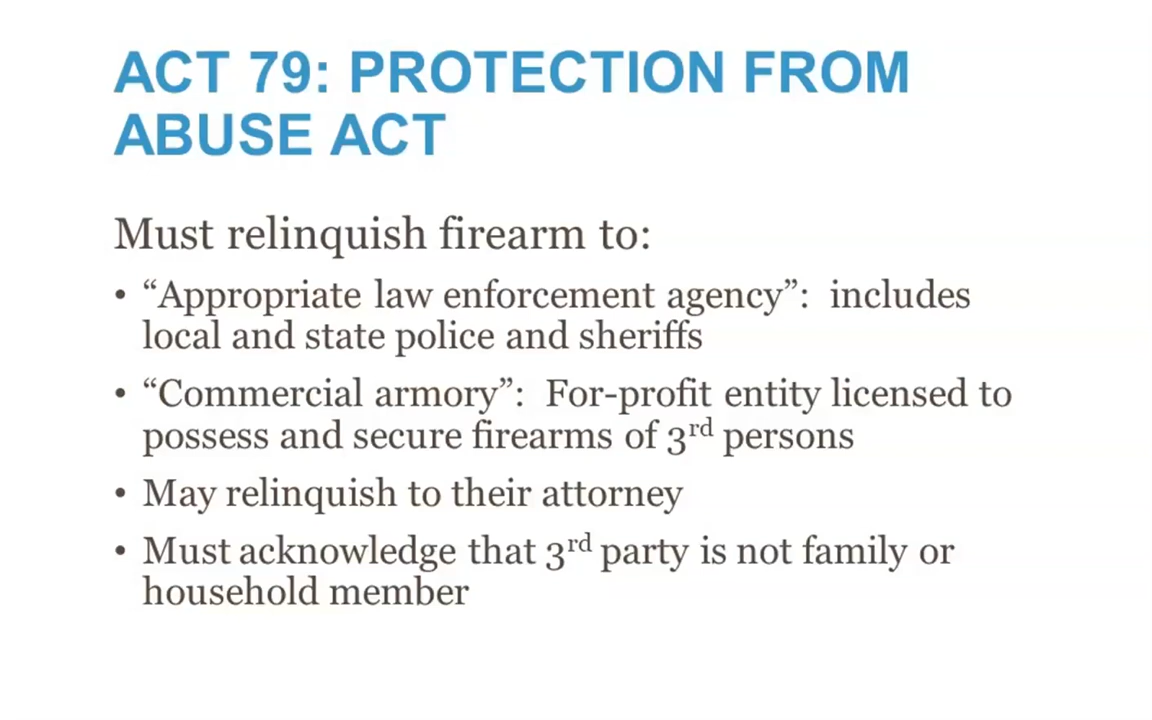 ACT 79: PROTECTION FROM
ABUSE ACT
Must relinquish firearm to:
• “Appropriate law enforcement agency”:  includes
local and state police and sheriffs
• “Commercial armory”:  For-profit entity licensed to
possess and secure firearms of 3rd persons
• May relinquish to their attorney
• Must acknowledge that 3rd party is not family or
household member